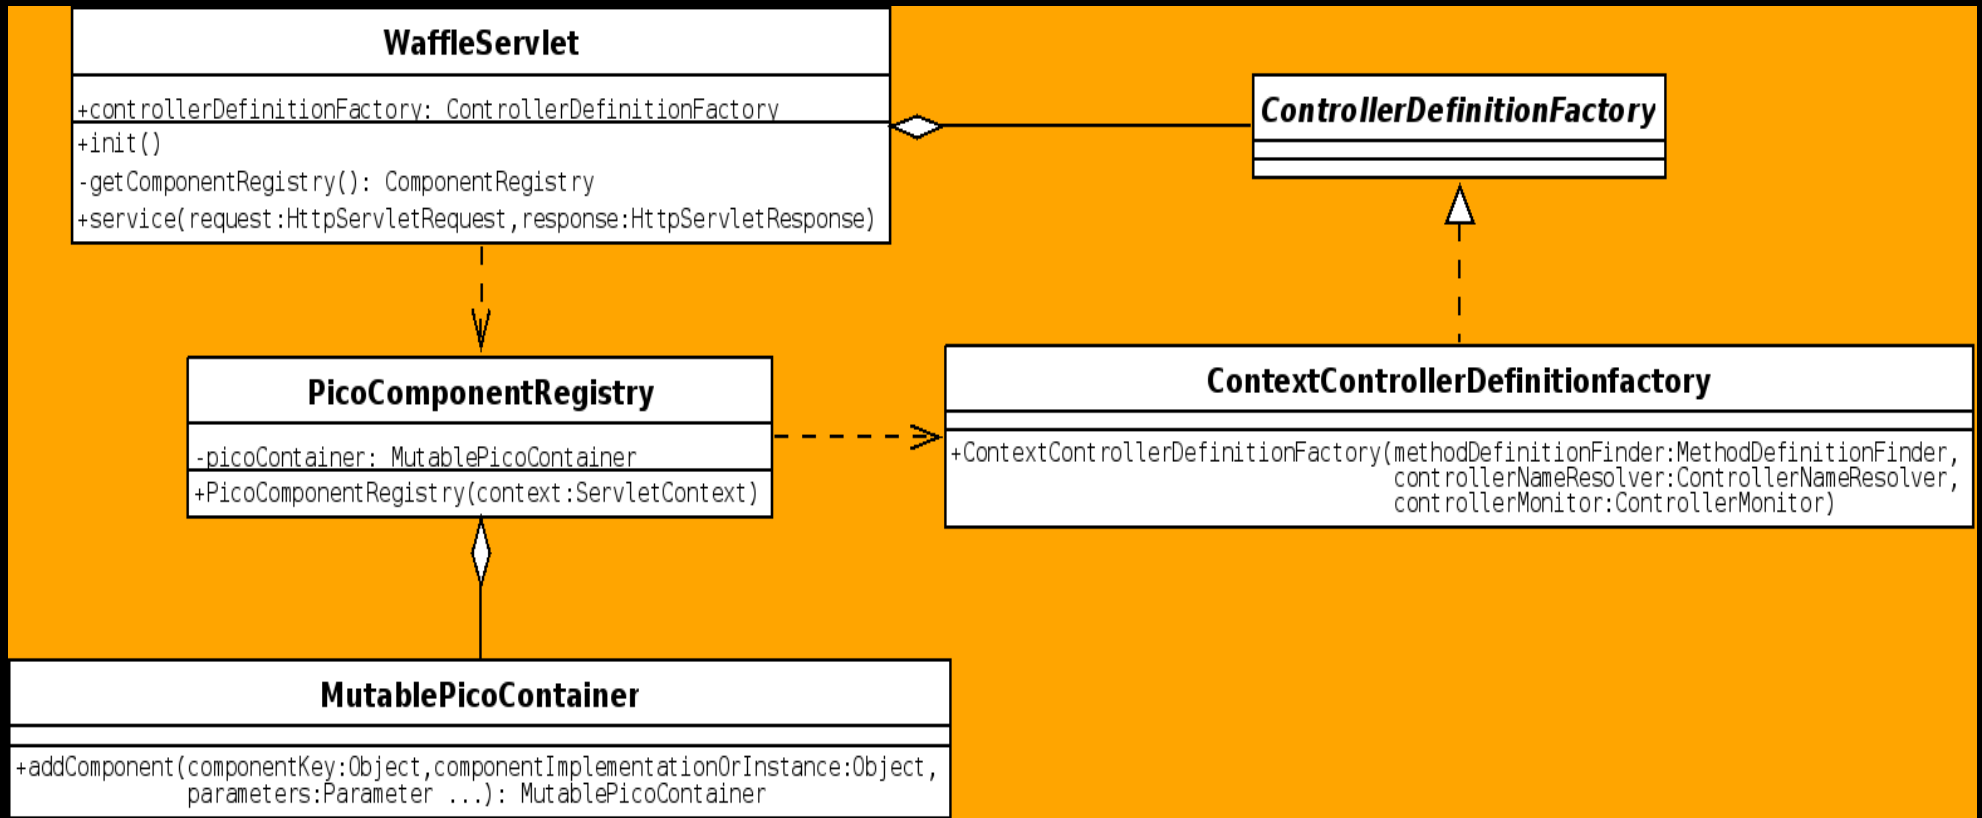 WaffleServlet
+controllerDefinitionFactory: ControllerDefinitionFactory
+init()
-getComponentRegistry(): ComponentRegistry
+service(request:HttpServletRequest,response:HttpServletResponse)
ControllerDefinitionFactory
PicoComponentRegistry
-picoContainer: MutablePicoContainer
+PicoComponentRegistry(context:ServletContext)
ContextControllerDefinitionfactory
+ContextControllerDefinitionFactory(methodDefinitionFinder:MethodDefinitionFinder,
controllerNameResolver:ControllerNameResolver,
controllerMonitor:ControllerMonitor)
MutablePicoContainer
+addComponent(componentKey:Object,componentImplementationOrInstance:Object,
parameters:Parameter ...): MutablePicoContainer